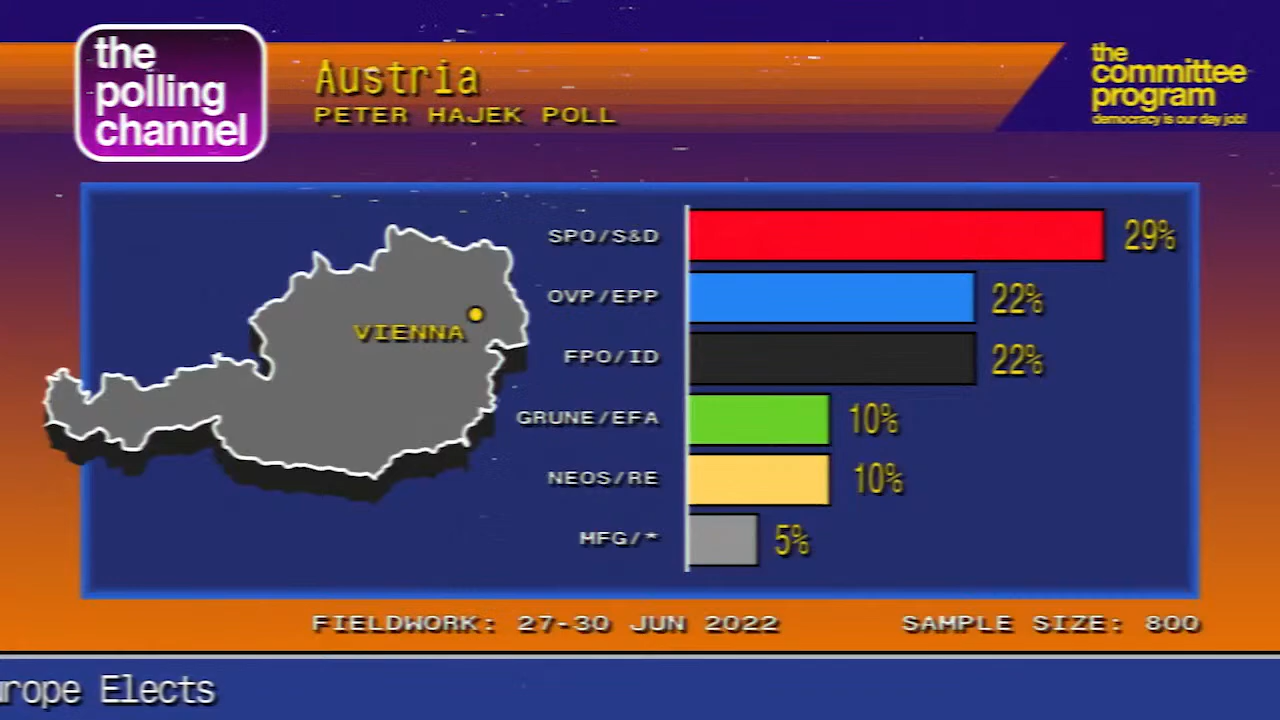 the
polling
channel
Austria
PETER HAJEK POLL
the
committee
program
democracy is our day job!
VIENNA
SPO/S&D 29%
OVP/EPP 22%
FPO/ID 22%
GRUNE/EFA 10%
NEOS/RE 10%
MFG/* 5%
FIELDWORK: 27-30 JUN 2022 SAMPLE SIZE: 800
urope Elects